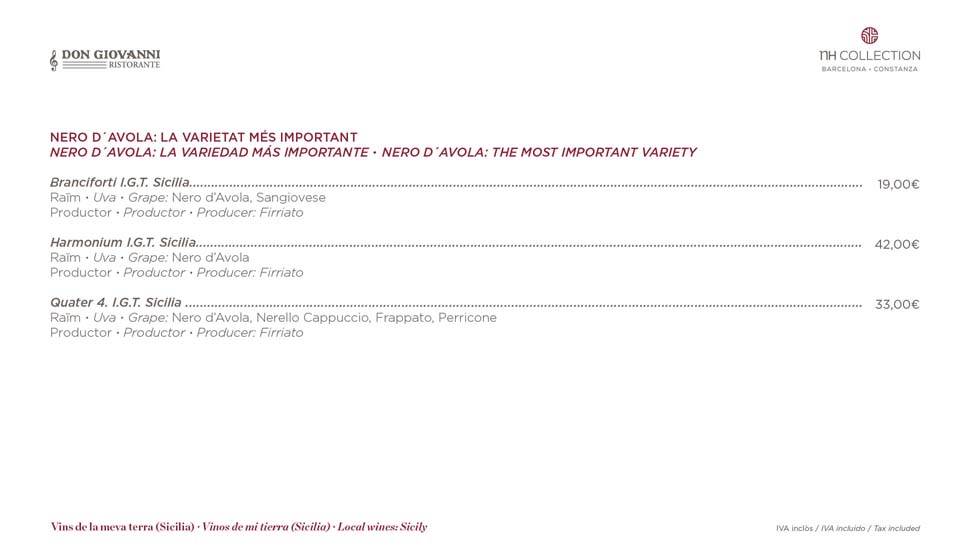 DON GIOVANNI
RISTORANTE
NH COLLECTION
BARCELONA · CONSTANZA
NERO D´AVOLA: LA VARIETAT MÉS IMPORTANT
NERO D´AVOLA: LA VARIEDAD MÁS IMPORTANTE · NERO D´AVOLA: THE MOST IMPORTANT VARIETY
Branciforti I.G.T. Sicilia 19,00€
Raïm · Uva · Grape: Nero d'Avola, Sangiovese
Productor · Productor · Producer: Firriato
Harmonium I.G.T. Sicilia 42,00€
Raïm · Uva · Grape: Nero d'Avola
Productor · Productor · Producer: Firriato
Quater 4. I.G.T. Sicilia 33,00€
Raïm · Uva · Grape: Nero d'Avola, Nerello Cappuccio, Frappato, Perricone
Productor · Productor · Producer: Firriato
Vins de la meva terra (Sicília) · Vinos de mi tierra (Sicilia) · Local wines: Sicily
IVA inclòs / IVA incluido / Tax included